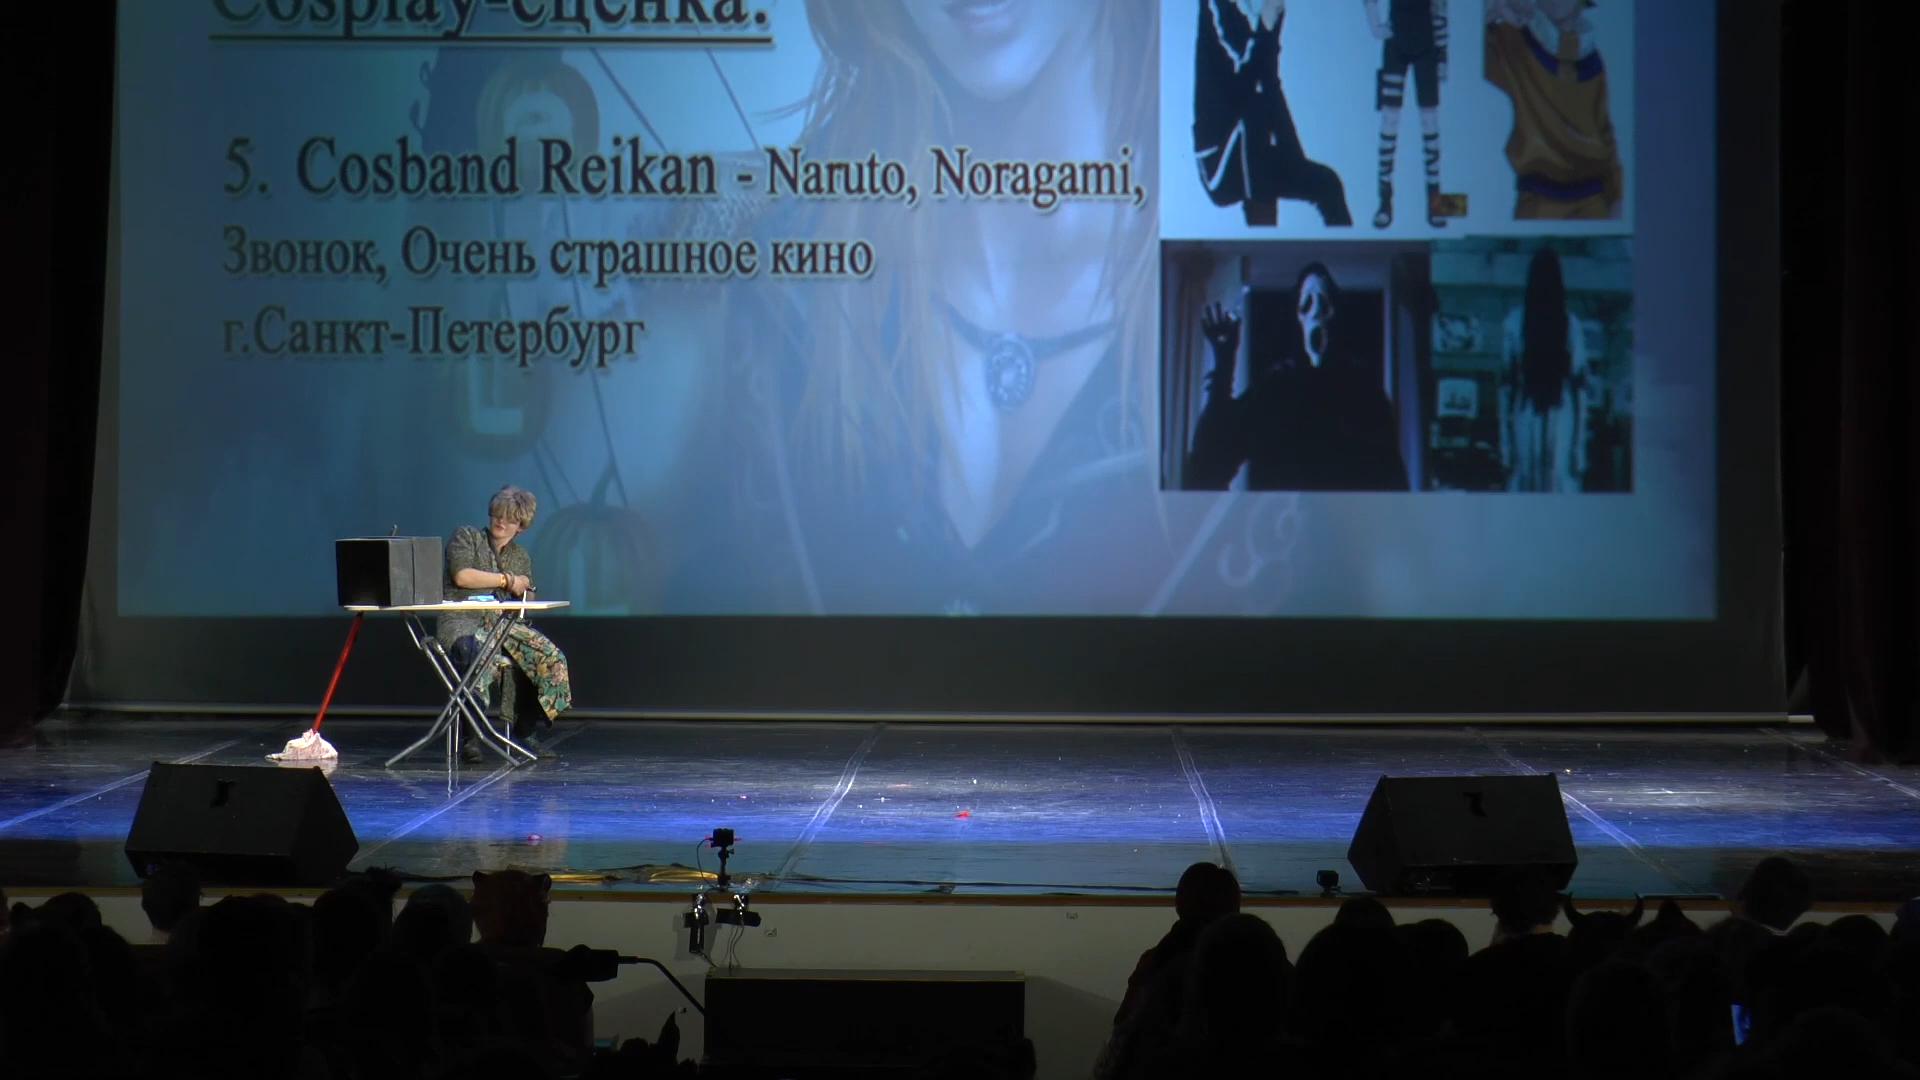 Cosplay-сценка:
5. Cosband Reikan - Naruto, Noragami,
Звонок, Очень страшное кино
г.Санкт-Петербург